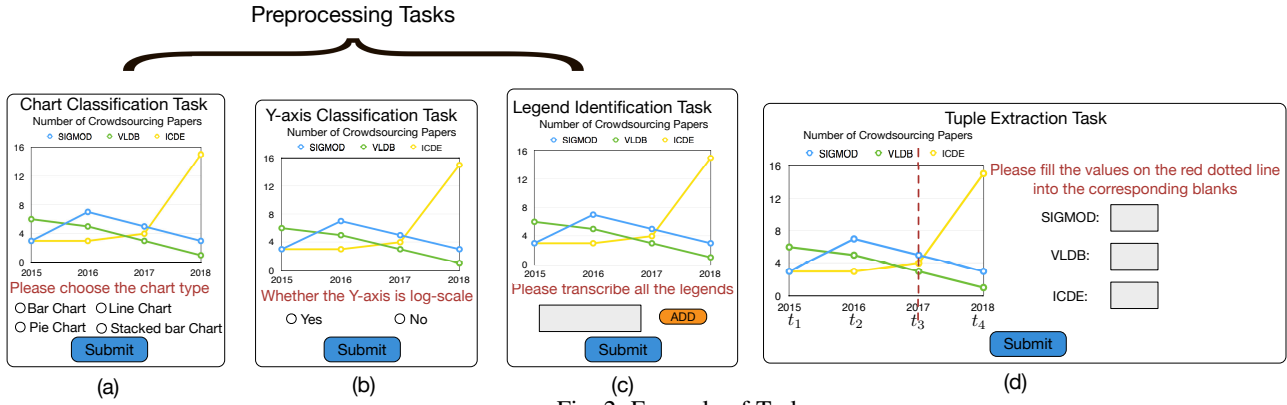 Preprocessing Tasks
Chart Classification Task
Number of Crowdsourcing Papers
SIGMOD VLDB ICDE
16
12
8
4
0
2015 2016 2017 2018
Please choose the chart type
Bar Chart Line Chart
Pie Chart Stacked bar Chart
Submit
(a)
Y-axis Classification Task
Number of Crowdsourcing Papers
SIGMOD VLDB ICDE
16
12
8
4
0
2015 2016 2017 2018
Whether the Y-axis is log-scale
Yes No
Submit
(b)
Legend Identification Task
Number of Crowdsourcing Papers
SIGMOD VLDB ICDE
16
12
8
4
0
2015 2016 2017 2018
Please transcribe all the legends
ADD
Submit
(c)
Tuple Extraction Task
Number of Crowdsourcing Papers
SIGMOD VLDB ICDE
16
12
8
4
0
2015 2016 2017 2018
t1 t2 t3 t4
Please fill the values on the red dotted line
into the corresponding blanks
SIGMOD:
VLDB:
ICDE:
Submit
(d)